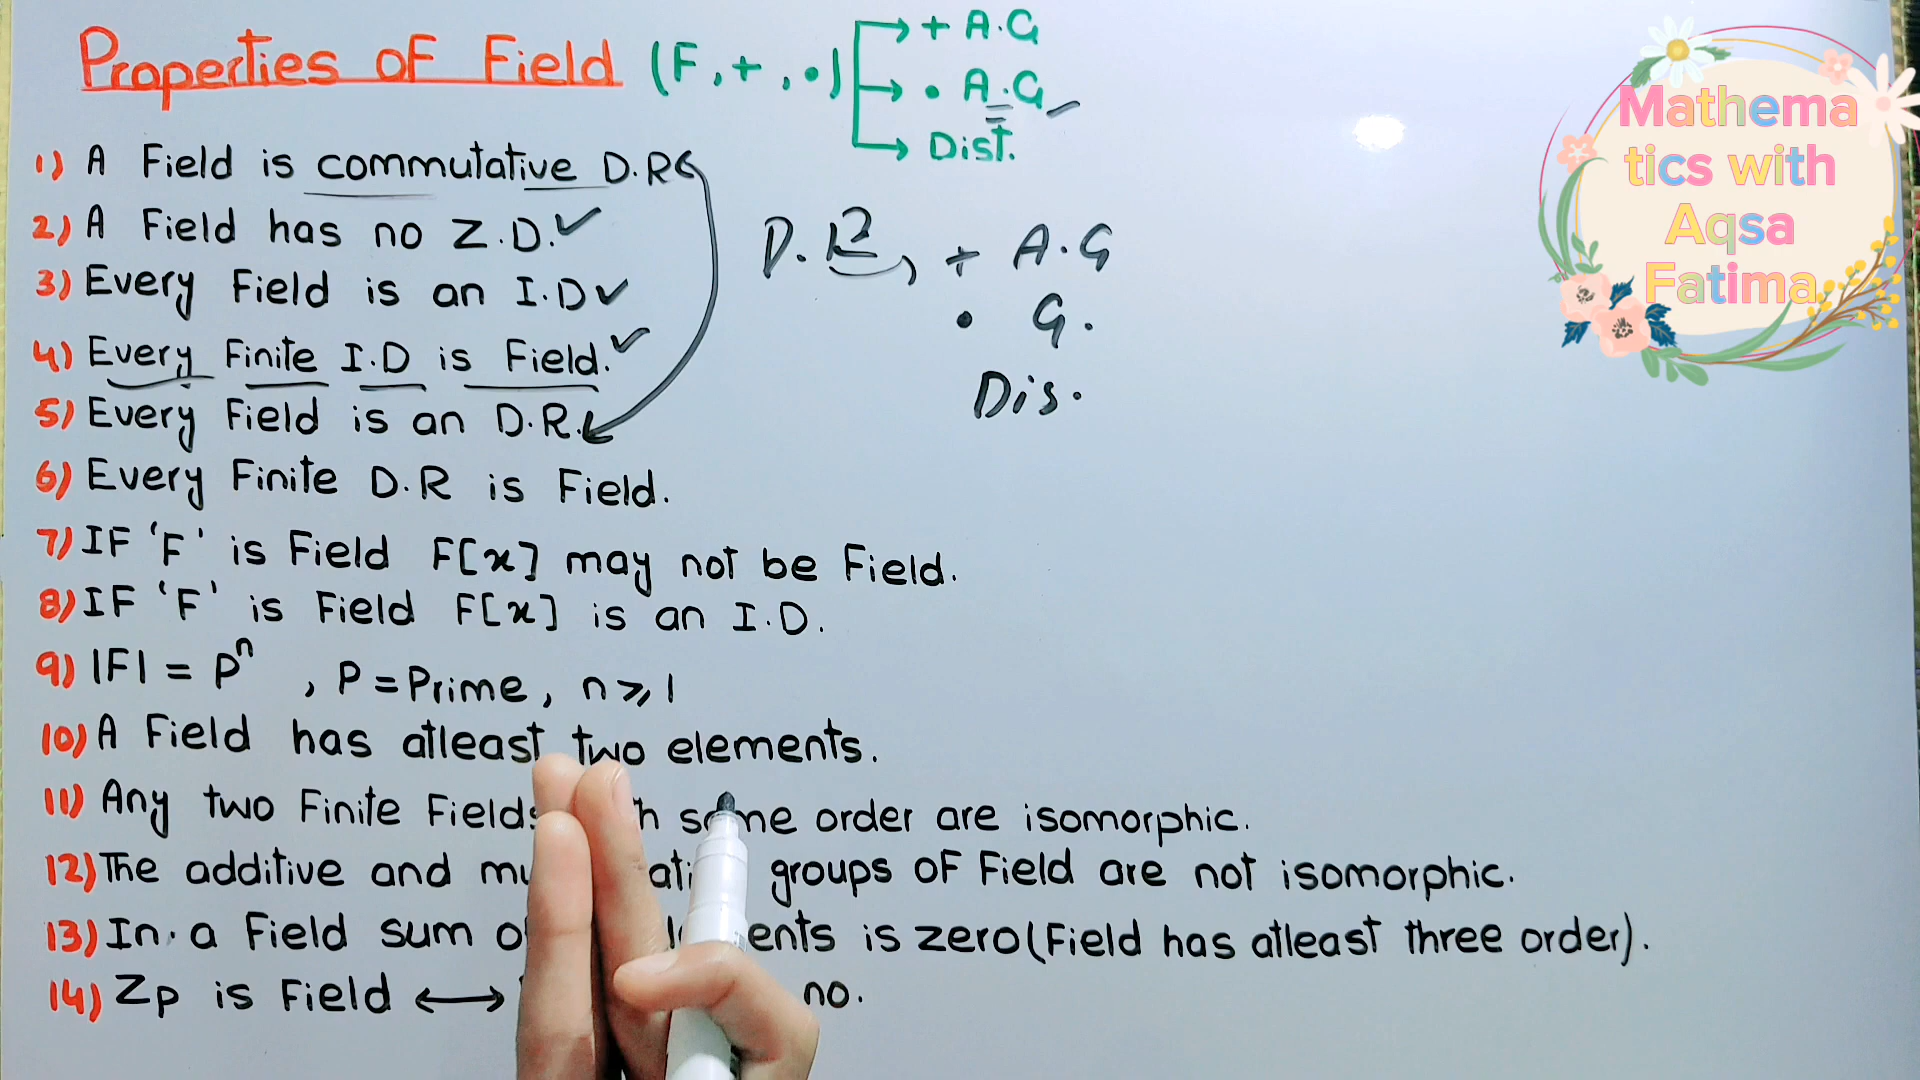 Properties of Field (F, +, •)
+ A.G
• A.G
Dist.
1) A Field is commutative D.R
2) A Field has no Z.D.
3) Every Field is an I.D
4) Every Finite I.D is Field.
5) Every Field is an D.R.
6) Every Finite D.R is Field.
7) IF 'F' is Field F[x] may not be Field.
8) IF 'F' is Field F[x] is an I.D.
9) |F| = pⁿ , P = Prime, n ⩾ 1
10) A Field has atleast two elements.
11) Any two Finite Fields same order are isomorphic.
12) The additive and groups of Field are not isomorphic.
13) In a Field sum is zero (Field has atleast three order).
14) Zp is Field ⟷ no.
D.R, + A.G
• G.
Dis.
Mathema
tics with
Aqsa
Fatima